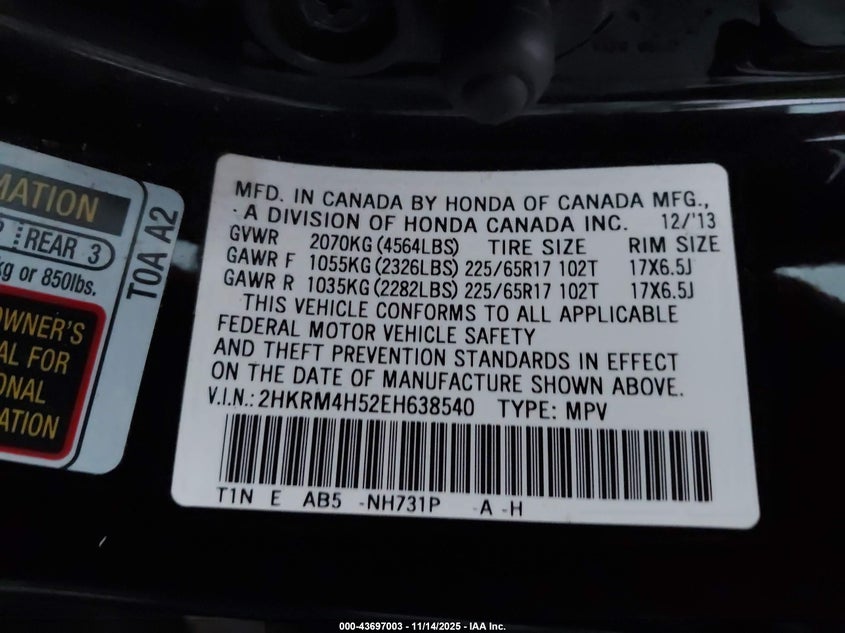 MATION
REAR 3
kg or 850lbs.
OWNER'S
AL FOR
ONAL
ATION
T0A A2
MFD. IN CANADA BY HONDA OF CANADA MFG.,
A DIVISION OF HONDA CANADA INC. 12/'13
GVWR 2070KG (4564LBS) TIRE SIZE RIM SIZE
GAWR F 1055KG (2326LBS) 225/65R17 102T 17X6.5J
GAWR R 1035KG (2282LBS) 225/65R17 102T 17X6.5J
THIS VEHICLE CONFORMS TO ALL APPLICABLE
FEDERAL MOTOR VEHICLE SAFETY
AND THEFT PREVENTION STANDARDS IN EFFECT
ON THE DATE OF MANUFACTURE SHOWN ABOVE.
V.I.N.: 2HKRM4H52EH638540 TYPE: MPV
T1N E AB5 -NH731P -A -H
000-43697003 - 11/14/2025 - IAA Inc.